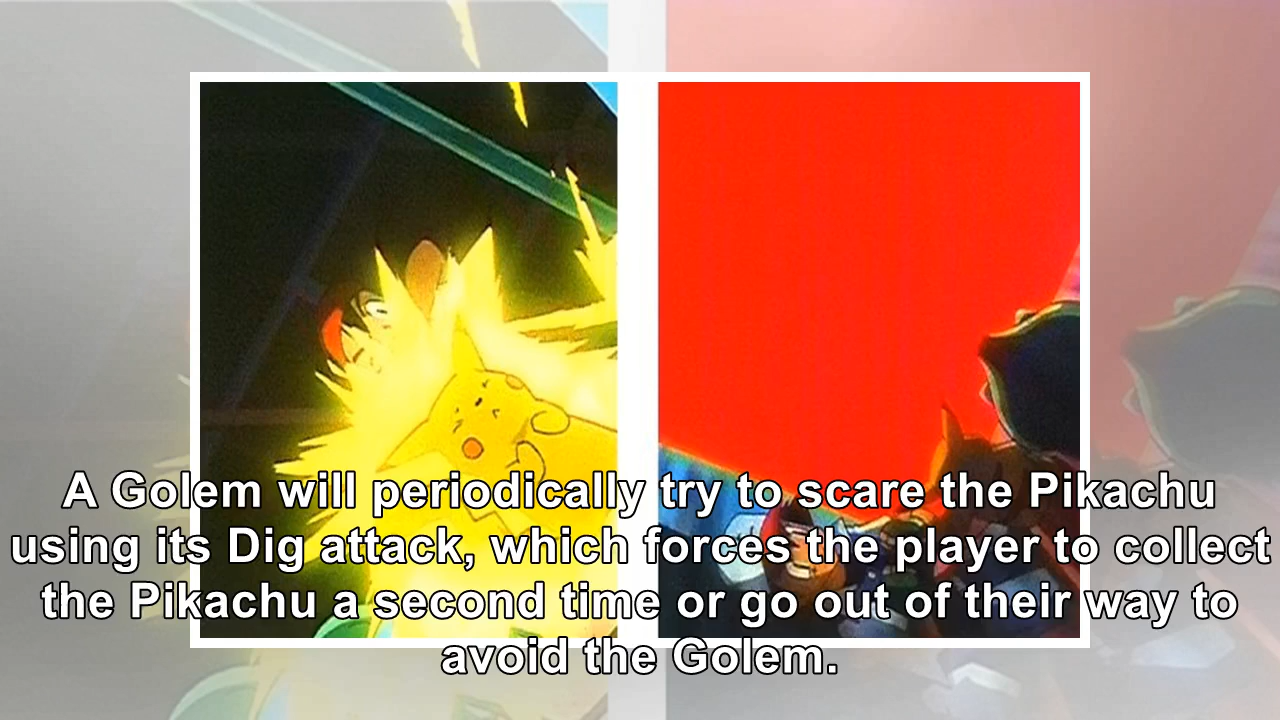 A Golem will periodically try to scare the Pikachu
using its Dig attack, which forces the player to collect
the Pikachu a second time or go out of their way to
avoid the Golem.